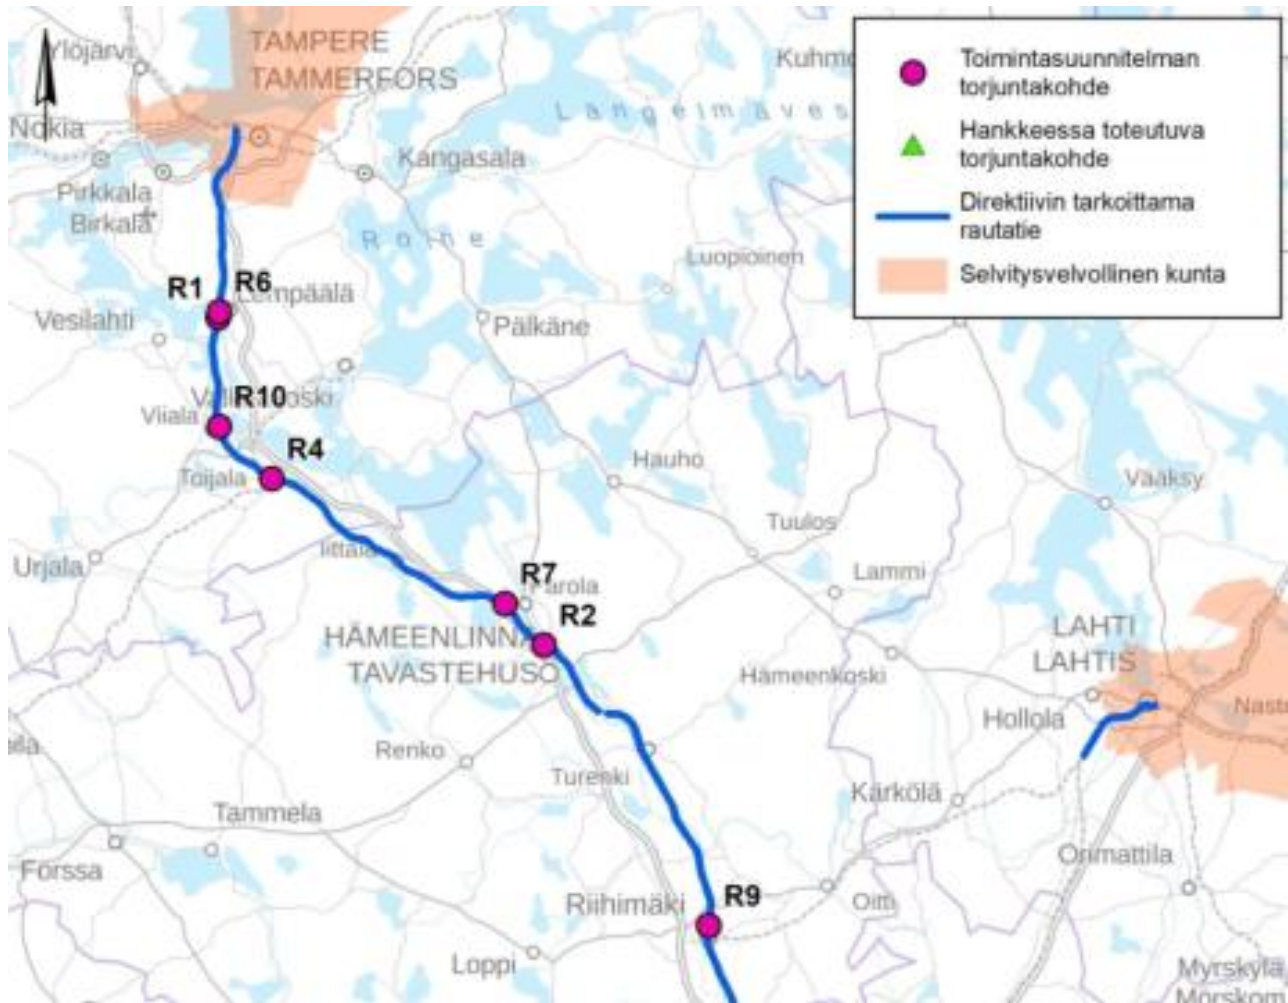 TAMPERE
TAMMERFORS
Ylöjärvi
Nokia
Pirkkala
Birkala
Kangasala
Roine
Luopioinen
R1
R6
Lempäälä
Vesilahti
Pälkäne
R10
Viiala
R4
Toijala
Hauho
Vääksy
Tuulos
Iittala
Urjala
Lammi
R7
Parola
R2
HÄMEENLINNA
TAVASTEHUS
LAHTI
LAHTIS
Hämeenkoski
Hollola
Renko
Turenki
Kärkölä
Tammela
Forssa
Orimattila
Riihimäki
R9
Oitti
Loppi
Myrskylä
Toimintasuunnitelman
torjuntakohde
Hankkeessa toteutuva
torjuntakohde
Direktiivin tarkoittama
rautatie
Selvitysvelvollinen kunta